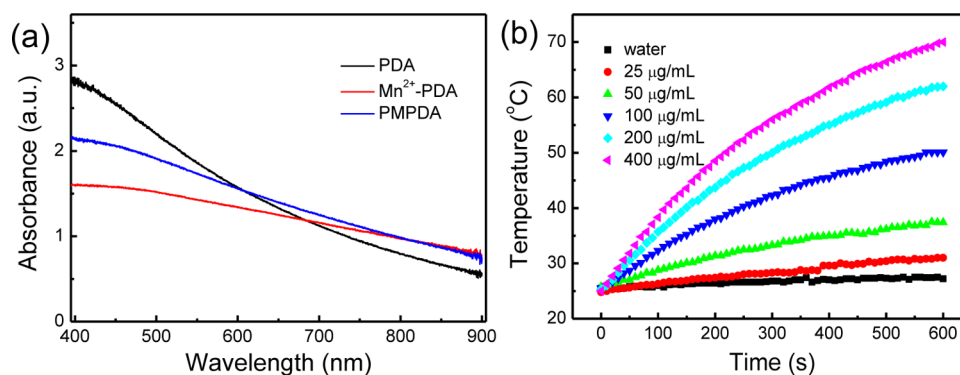 (a)
PDA
Mn²⁺-PDA
PMPDA
3
2
1
0
Absorbance (a.u.)
400 500 600 700 800 900
Wavelength (nm)
(b)
water
25 μg/mL
50 μg/mL
100 μg/mL
200 μg/mL
400 μg/mL
70
60
50
40
30
20
Temperature (°C)
0 100 200 300 400 500 600
Time (s)